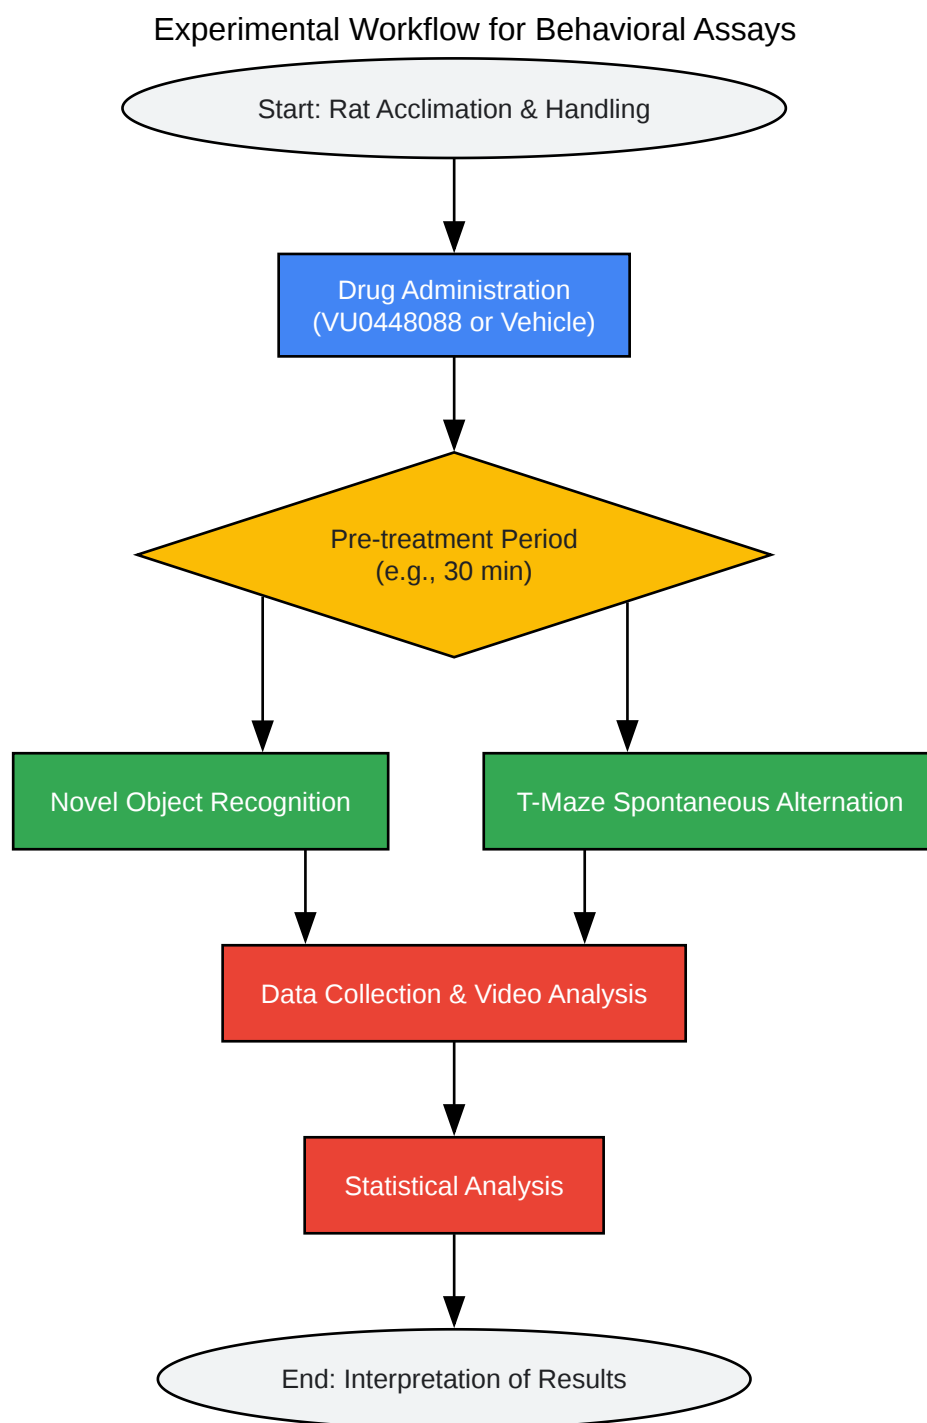 Experimental Workflow for Behavioral Assays
Start: Rat Acclimation & Handling
Drug Administration
(VU0448088 or Vehicle)
Pre-treatment Period
(e.g., 30 min)
Novel Object Recognition
T-Maze Spontaneous Alternation
Data Collection & Video Analysis
Statistical Analysis
End: Interpretation of Results